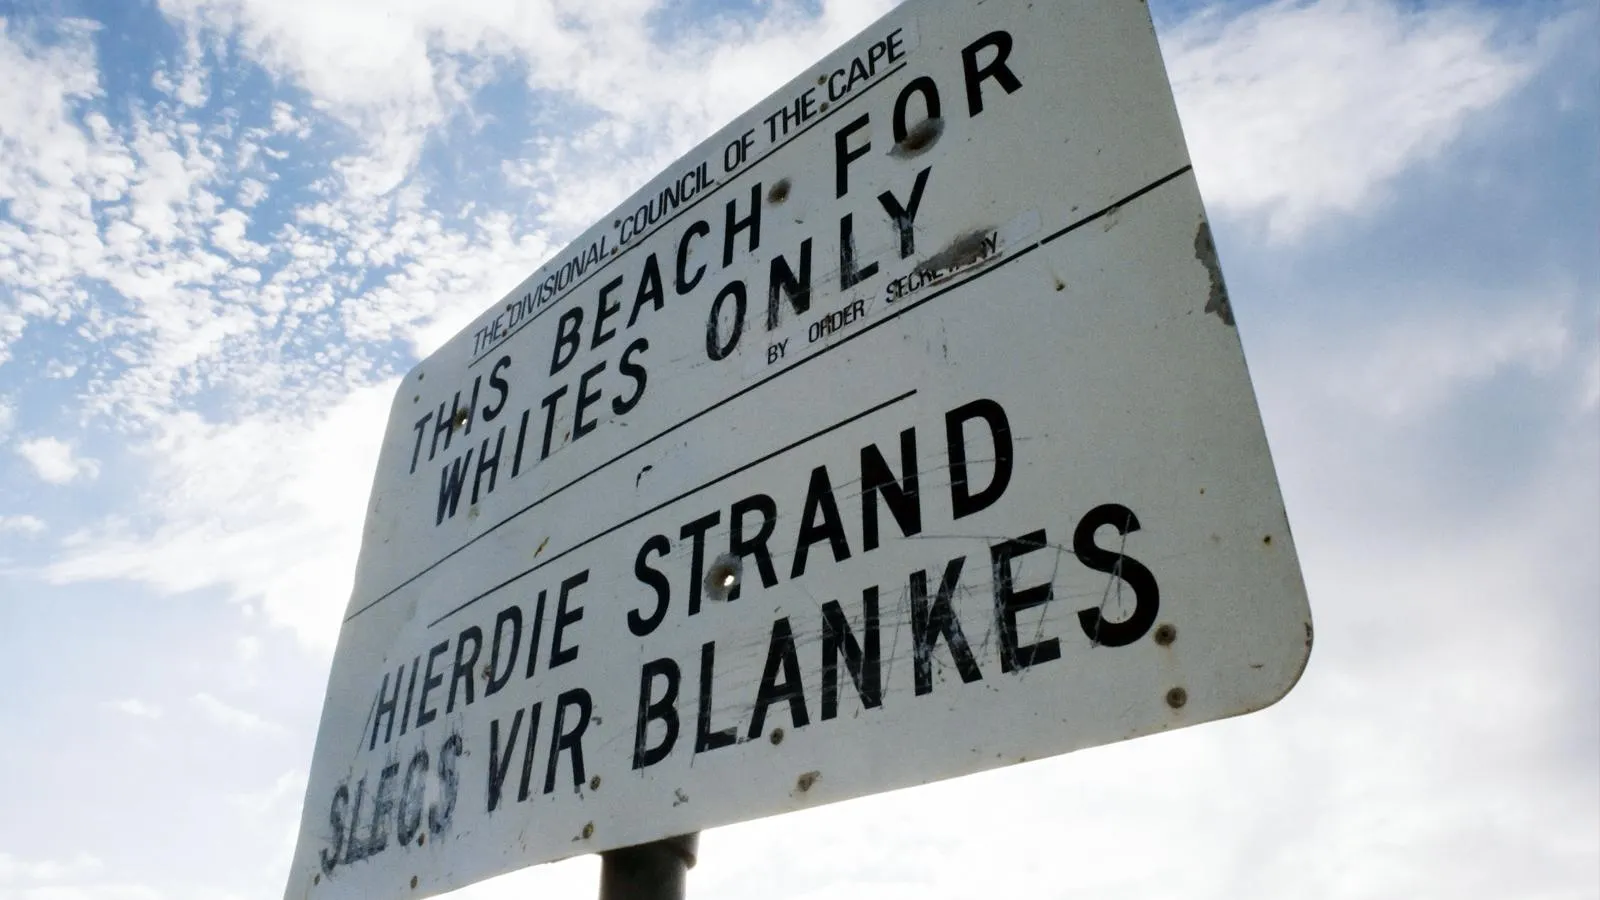 THE DIVISIONAL COUNCIL OF THE CAPE
THIS BEACH FOR
WHITES ONLY
BY ORDER SECRETARY
HIERDIE STRAND
SLEGS VIR BLANKES